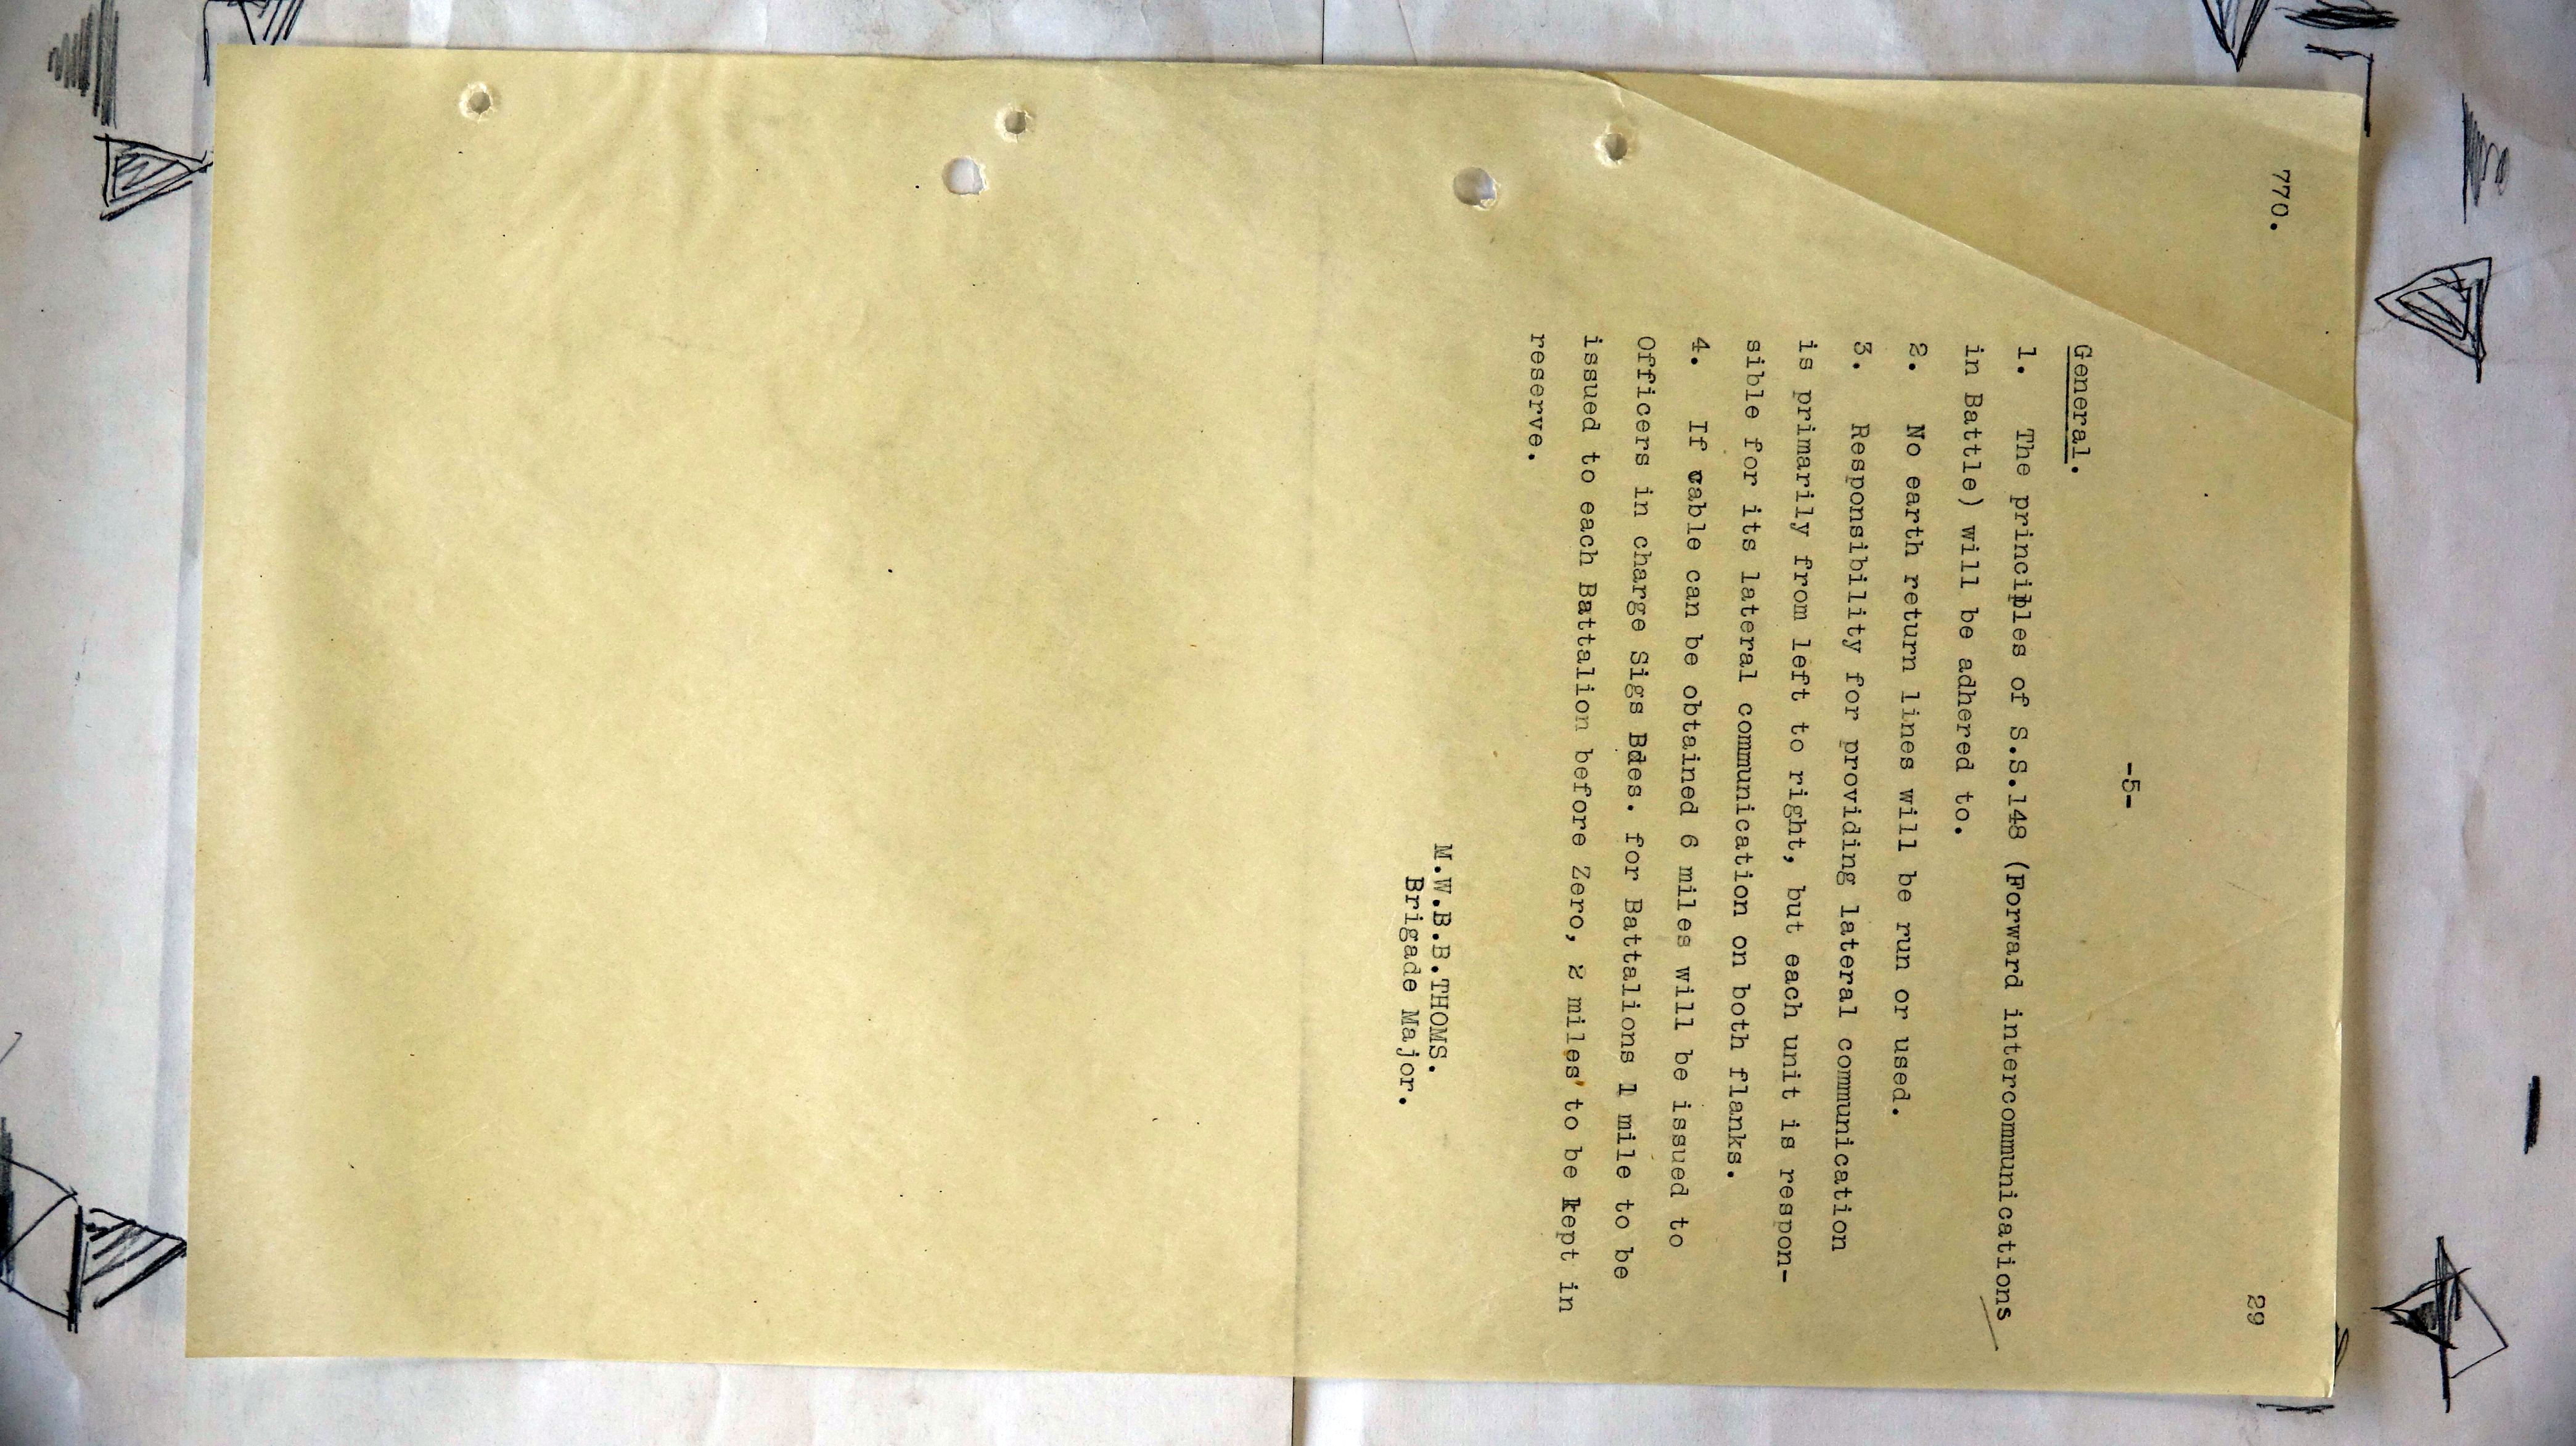 770.
29
-5-
General.
1. The principles of S.S.148 (Forward intercommunications
in Battle) will be adhered to.
2. No earth return lines will be run or used.
3. Responsibility for providing lateral communication
is primarily from left to right, but each unit is respon-
sible for its lateral communication on both flanks.
4. If cable can be obtained 6 miles will be issued to
Officers in charge Sigs Bdes. for Battalions 1 mile to be
issued to each Battalion before Zero, 2 miles to be kept in
reserve.
M.W.B.B.THOMS.
Brigade Major.